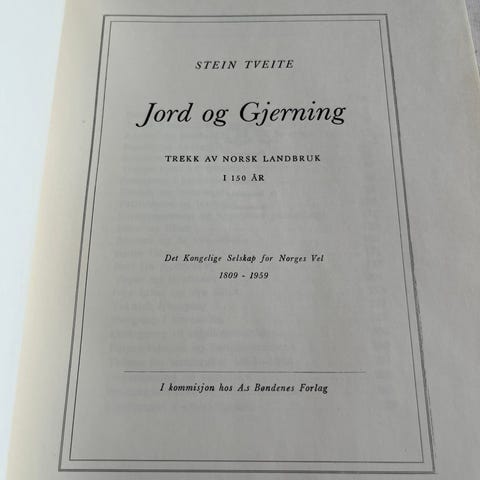 STEIN TVEITE
Jord og Gjerning
TREKK AV NORSK LANDBRUK
I 150 ÅR
Det Kongelige Selskap for Norges Vel
1809 - 1959
I kommisjon hos A.s Bøndenes Forlag